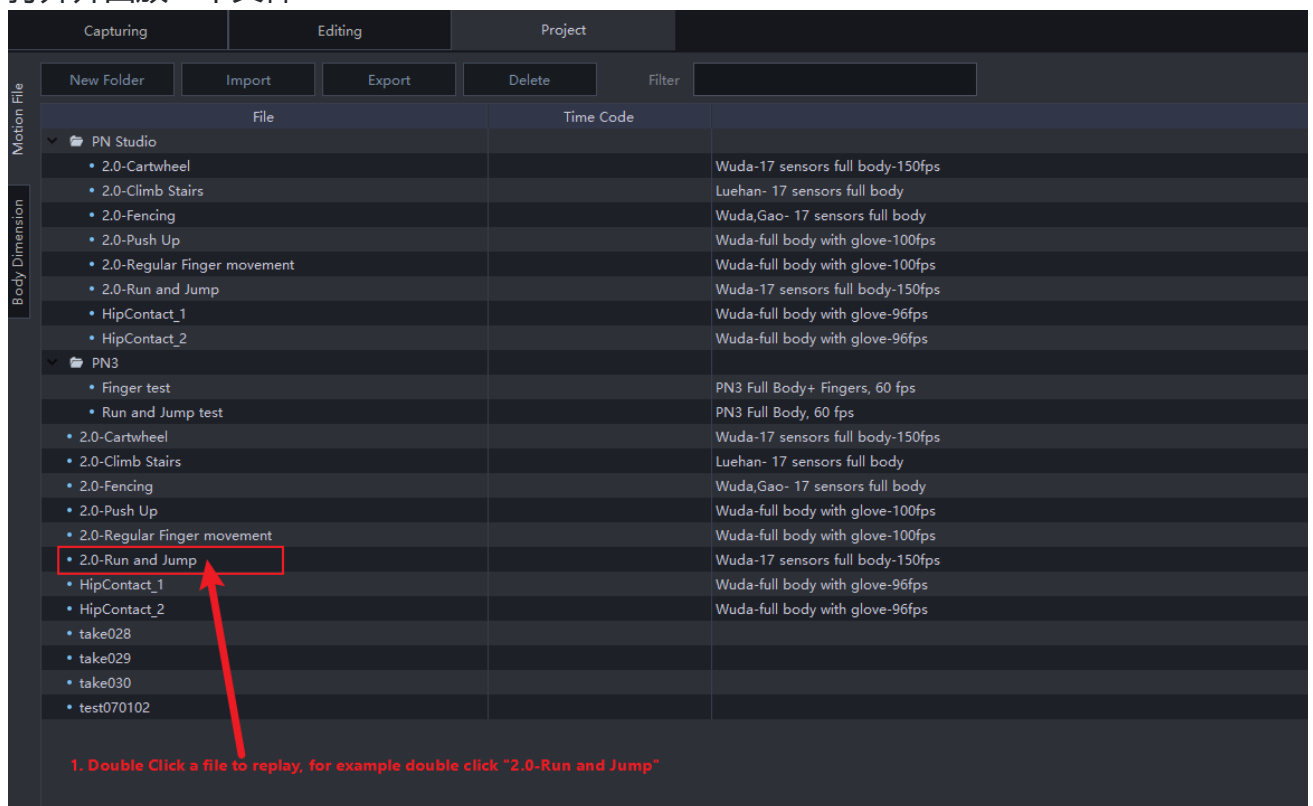 Capturing Editing Project
New Folder Import Export Delete Filter
Motion File
Body Dimension
File Time Code
PN Studio
• 2.0-Cartwheel Wuda-17 sensors full body-150fps
• 2.0-Climb Stairs Luehan- 17 sensors full body
• 2.0-Fencing Wuda,Gao- 17 sensors full body
• 2.0-Push Up Wuda-full body with glove-100fps
• 2.0-Regular Finger movement Wuda-full body with glove-100fps
• 2.0-Run and Jump Wuda-17 sensors full body-150fps
• HipContact_1 Wuda-full body with glove-96fps
• HipContact_2 Wuda-full body with glove-96fps
PN3
• Finger test PN3 Full Body+ Fingers, 60 fps
• Run and Jump test PN3 Full Body, 60 fps
• 2.0-Cartwheel Wuda-17 sensors full body-150fps
• 2.0-Climb Stairs Luehan- 17 sensors full body
• 2.0-Fencing Wuda,Gao- 17 sensors full body
• 2.0-Push Up Wuda-full body with glove-100fps
• 2.0-Regular Finger movement Wuda-full body with glove-100fps
• 2.0-Run and Jump Wuda-17 sensors full body-150fps
• HipContact_1 Wuda-full body with glove-96fps
• HipContact_2 Wuda-full body with glove-96fps
• take028
• take029
• take030
• test070102
1. Double Click a file to replay, for example double click "2.0-Run and Jump"